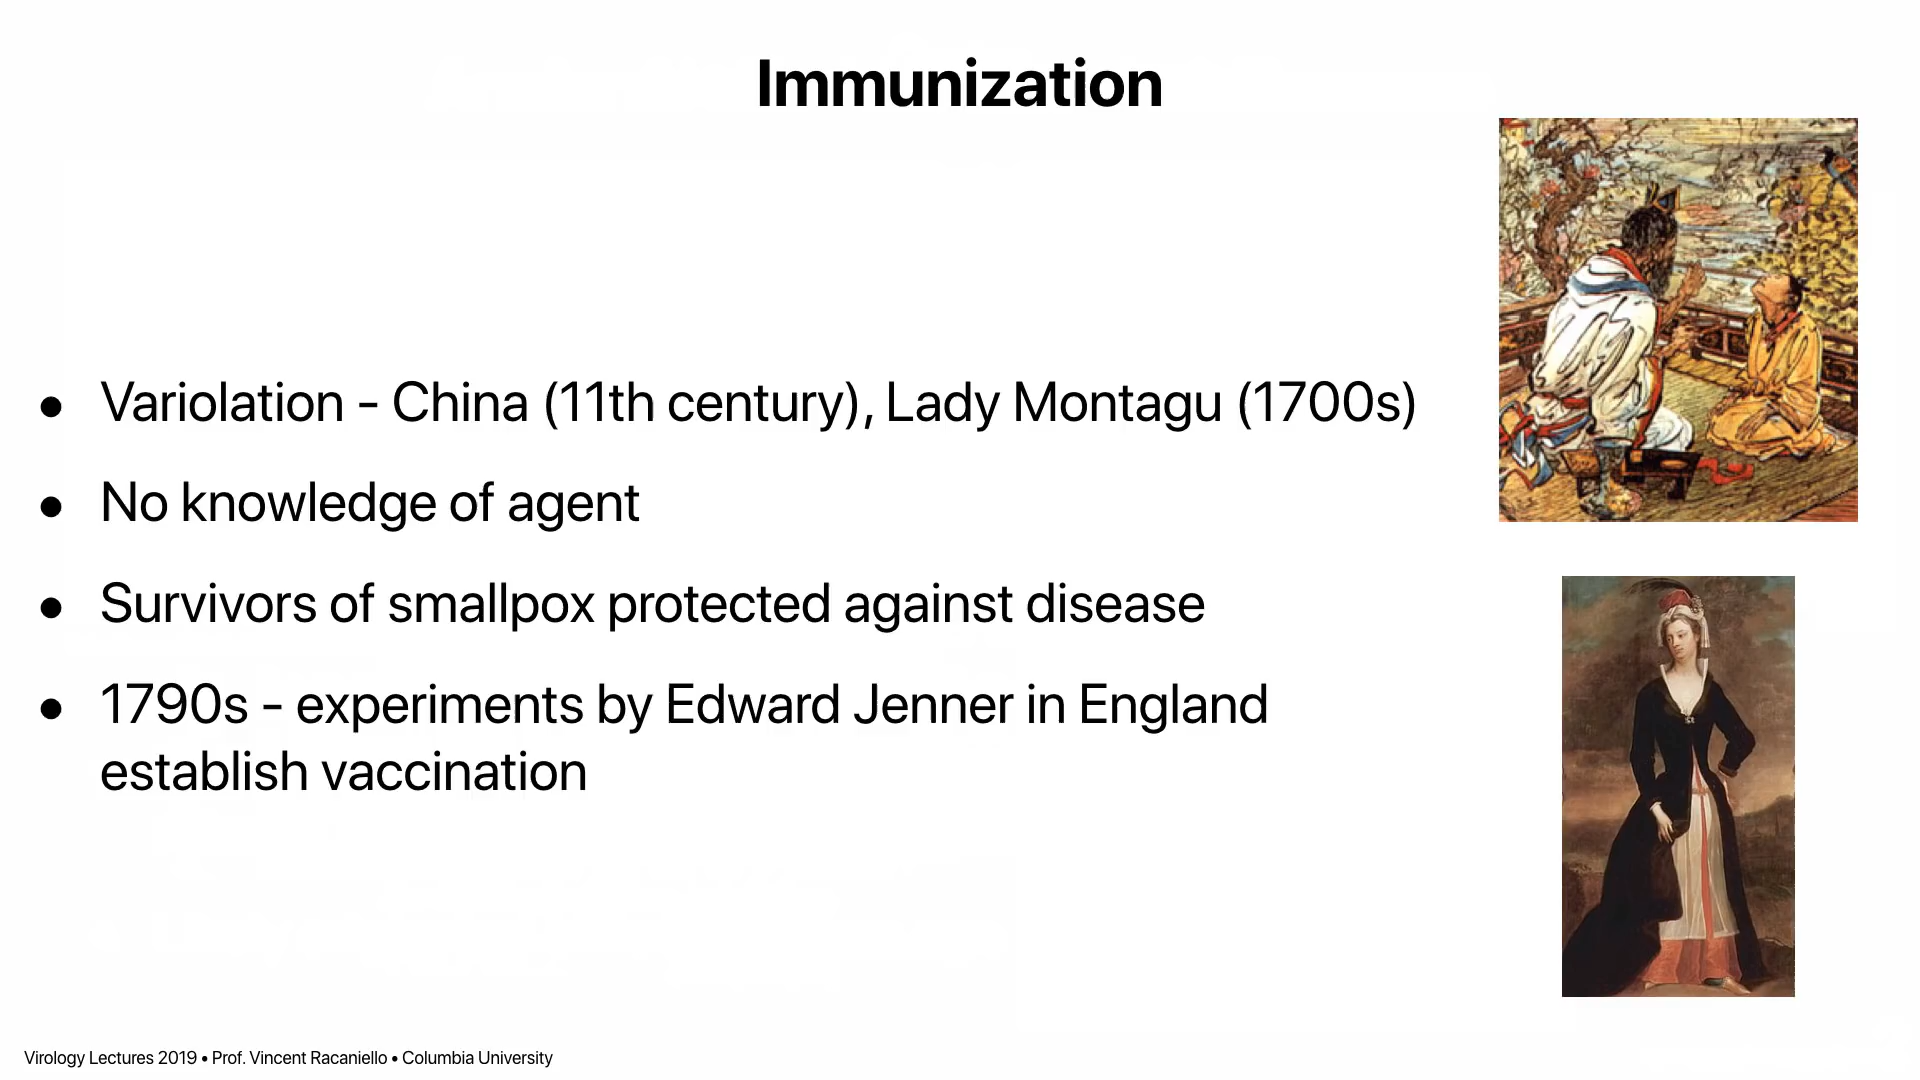 Immunization
• Variolation - China (11th century), Lady Montagu (1700s)
• No knowledge of agent
• Survivors of smallpox protected against disease
• 1790s - experiments by Edward Jenner in England
establish vaccination
Virology Lectures 2019 • Prof. Vincent Racaniello • Columbia University